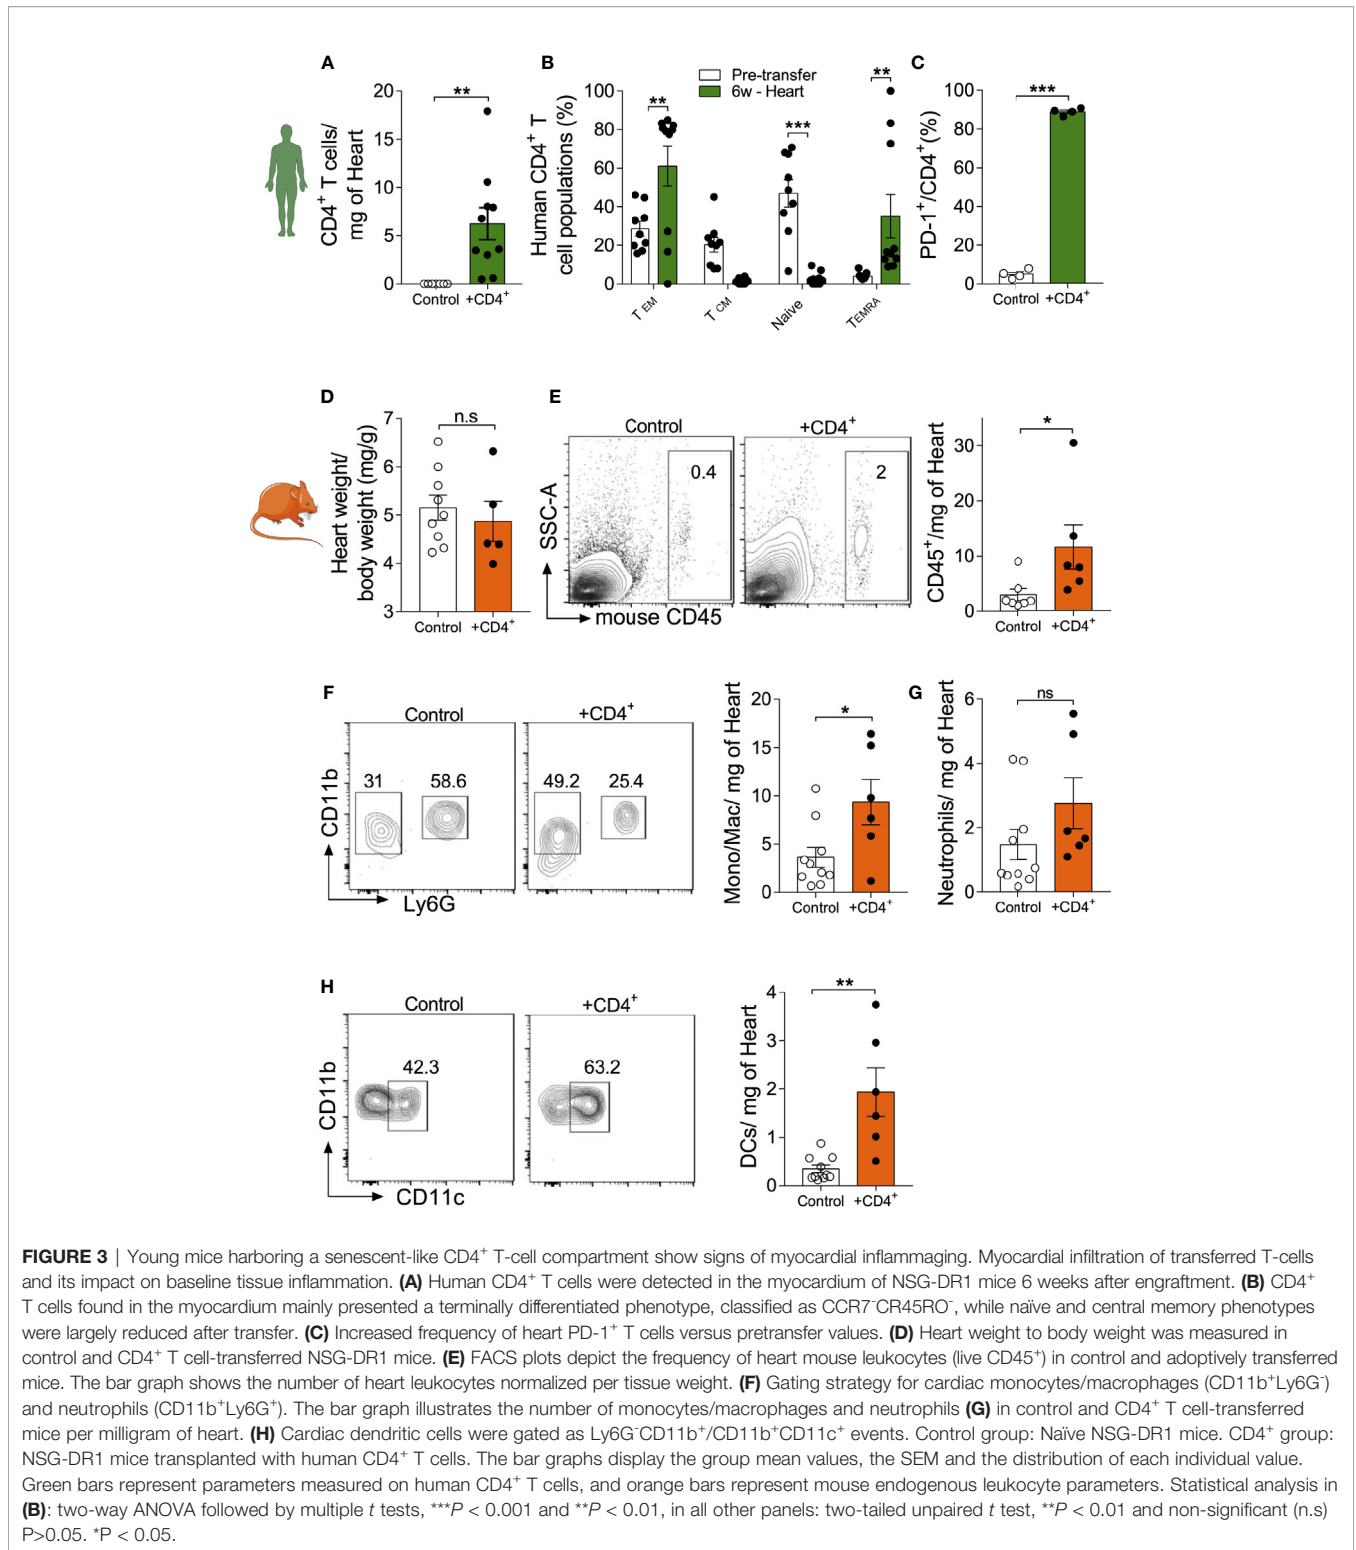 A
CD4⁺ T cells/
mg of Heart
20
15
10
5
0
**
Control +CD4⁺
B
Human CD4⁺ T
cell populations (%)
100
80
60
40
20
0
Pre-transfer
6w - Heart
**
***
**
T EM
T CM
Naive
TEMRA
C
PD-1⁺/CD4⁺(%)
100
80
60
40
20
0
***
Control +CD4⁺
D
Heart weight/
body weight (mg/g)
7
6
5
4
3
n.s
Control +CD4⁺
E
Control
+CD4⁺
0.4
2
SSC-A
mouse CD45
CD45⁺/mg of Heart
30
20
10
0
*
Control +CD4⁺
F
Control
+CD4⁺
31
58.6
49.2
25.4
CD11b
Ly6G
Mono/Mac/ mg of Heart
20
15
10
5
0
*
Control +CD4⁺
G
Neutrophils/ mg of Heart
6
4
2
0
ns
Control +CD4⁺
H
Control
+CD4⁺
42.3
63.2
CD11b
CD11c
DCs/ mg of Heart
4
3
2
1
0
**
Control +CD4⁺
FIGURE 3 | Young mice harboring a senescent-like CD4⁺ T-cell compartment show signs of myocardial inflammaging. Myocardial infiltration of transferred T-cells
and its impact on baseline tissue inflammation. (A) Human CD4⁺ T cells were detected in the myocardium of NSG-DR1 mice 6 weeks after engraftment. (B) CD4⁺
T cells found in the myocardium mainly presented a terminally differentiated phenotype, classified as CCR7⁻CR45RO⁻, while naïve and central memory phenotypes
were largely reduced after transfer. (C) Increased frequency of heart PD-1⁺ T cells versus pretransfer values. (D) Heart weight to body weight was measured in
control and CD4⁺ T cell-transferred NSG-DR1 mice. (E) FACS plots depict the frequency of heart mouse leukocytes (live CD45⁺) in control and adoptively transferred
mice. The bar graph shows the number of heart leukocytes normalized per tissue weight. (F) Gating strategy for cardiac monocytes/macrophages (CD11b⁺Ly6G⁻)
and neutrophils (CD11b⁺Ly6G⁺). The bar graph illustrates the number of monocytes/macrophages and neutrophils (G) in control and CD4⁺ T cell-transferred
mice per milligram of heart. (H) Cardiac dendritic cells were gated as Ly6G⁻CD11b⁺/CD11b⁺CD11c⁺ events. Control group: Naïve NSG-DR1 mice. CD4⁺ group:
NSG-DR1 mice transplanted with human CD4⁺ T cells. The bar graphs display the group mean values, the SEM and the distribution of each individual value.
Green bars represent parameters measured on human CD4⁺ T cells, and orange bars represent mouse endogenous leukocyte parameters. Statistical analysis in
(B): two-way ANOVA followed by multiple t tests, ***P < 0.001 and **P < 0.01, in all other panels: two-tailed unpaired t test, **P < 0.01 and non-significant (n.s)
P>0.05. *P < 0.05.